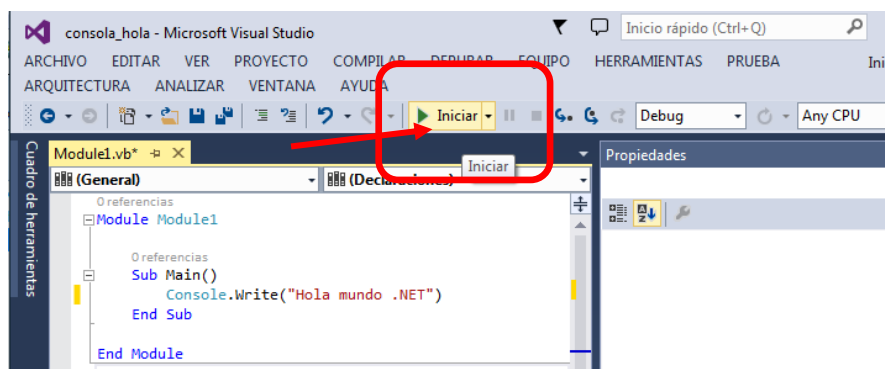 consola_hola - Microsoft Visual Studio
Inicio rápido (Ctrl+Q)
ARCHIVO EDITAR VER PROYECTO COMPILAR DEPURAR EQUIPO HERRAMIENTAS PRUEBA Ini
ARQUITECTURA ANALIZAR VENTANA AYUDA
Iniciar Debug Any CPU
Cuadro de herramientas
Module1.vb*
Iniciar
Propiedades
(General) (Declaraciones)
0 referencias
Module Module1
0 referencias
Sub Main()
Console.Write("Hola mundo .NET")
End Sub
End Module